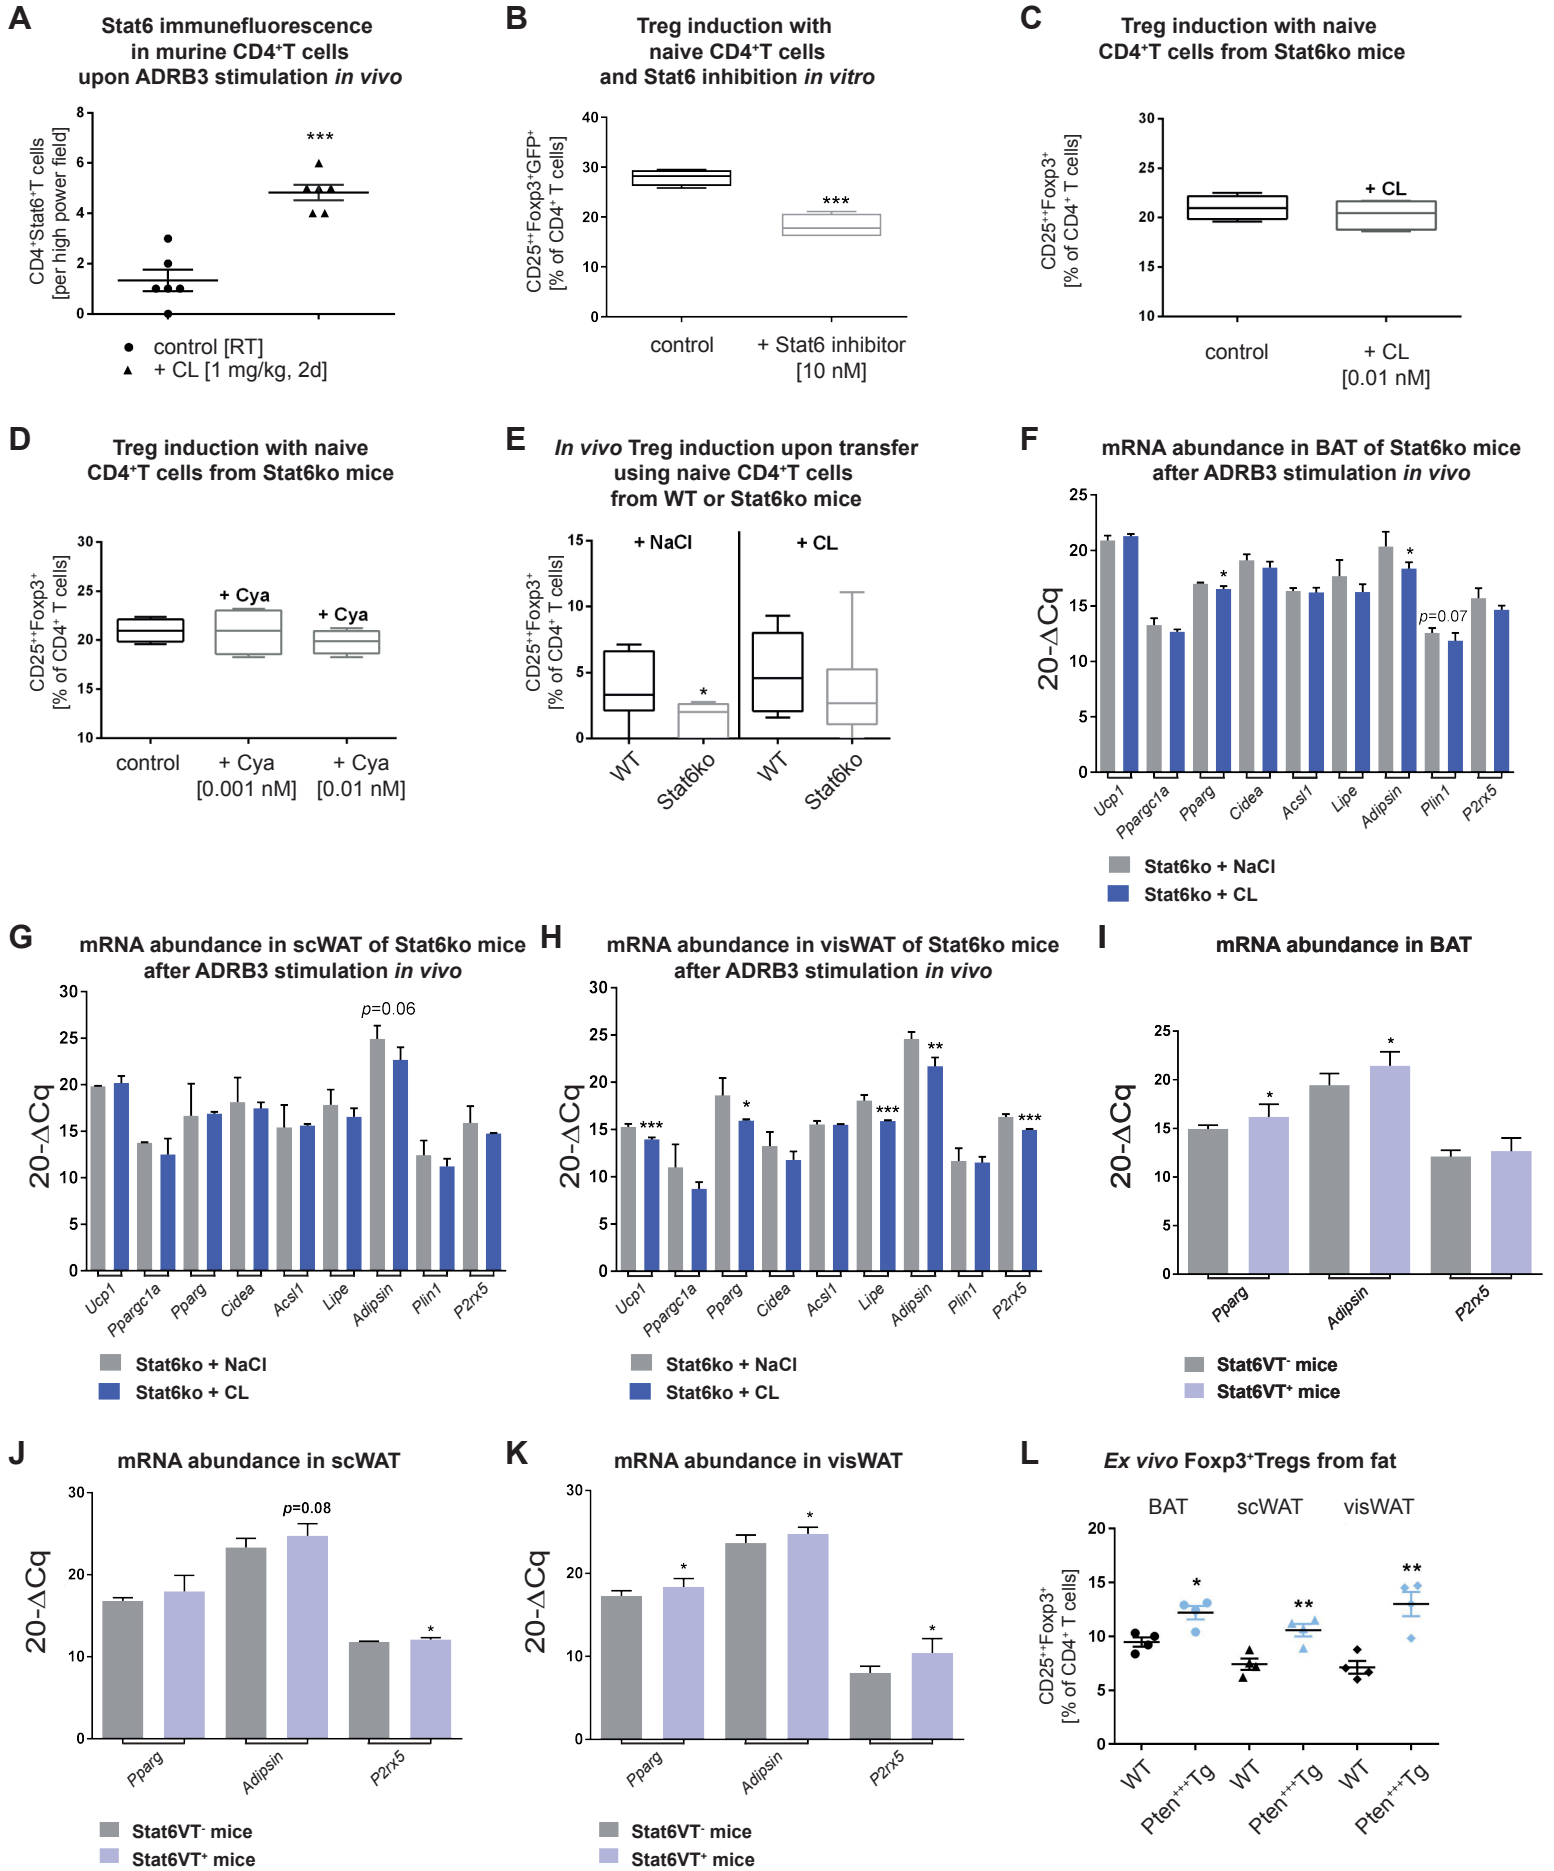 A
Stat6 immunefluorescence
in murine CD4⁺T cells
upon ADRB3 stimulation in vivo
CD4⁺Stat6⁺T cells
[per high power field]
8
6
4
2
0
***
● control [RT]
▲ + CL [1 mg/kg, 2d]
B
Treg induction with
naive CD4⁺T cells
and Stat6 inhibition in vitro
CD25⁺⁺Foxp3⁺GFP⁺
[% of CD4⁺ T cells]
40
30
20
10
0
***
control
+ Stat6 inhibitor
[10 nM]
C
Treg induction with naive
CD4⁺T cells from Stat6ko mice
CD25⁺⁺Foxp3⁺
[% of CD4⁺ T cells]
30
25
20
15
10
+ CL
control
+ CL
[0.01 nM]
D
Treg induction with naive
CD4⁺T cells from Stat6ko mice
CD25⁺⁺Foxp3⁺
[% of CD4⁺ T cells]
30
25
20
15
10
+ Cya
+ Cya
control
+ Cya
[0.001 nM]
+ Cya
[0.01 nM]
E
In vivo Treg induction upon transfer
using naive CD4⁺T cells
from WT or Stat6ko mice
CD25⁺⁺Foxp3⁺
[% of CD4⁺ T cells]
15
10
5
0
+ NaCl
+ CL
*
WT
Stat6ko
WT
Stat6ko
F
mRNA abundance in BAT of Stat6ko mice
after ADRB3 stimulation in vivo
20-ΔCq
25
20
15
10
5
0
*
*
p=0.07
Ucp1
Ppargc1a
Pparg
Cidea
Acsl1
Lipe
Adipsin
Plin1
P2rx5
Stat6ko + NaCl
Stat6ko + CL
G
mRNA abundance in scWAT of Stat6ko mice
after ADRB3 stimulation in vivo
20-ΔCq
30
25
20
15
10
5
0
p=0.06
Ucp1
Ppargc1a
Pparg
Cidea
Acsl1
Lipe
Adipsin
Plin1
P2rx5
Stat6ko + NaCl
Stat6ko + CL
H
mRNA abundance in visWAT of Stat6ko mice
after ADRB3 stimulation in vivo
20-ΔCq
30
25
20
15
10
5
0
***
*
***
**
***
Ucp1
Ppargc1a
Pparg
Cidea
Acsl1
Lipe
Adipsin
Plin1
P2rx5
Stat6ko + NaCl
Stat6ko + CL
I
mRNA abundance in BAT
20-ΔCq
25
20
15
10
5
0
*
*
Pparg
Adipsin
P2rx5
Stat6VT⁻ mice
Stat6VT⁺ mice
J
mRNA abundance in scWAT
20-ΔCq
30
20
10
0
p=0.08
*
Pparg
Adipsin
P2rx5
Stat6VT⁻ mice
Stat6VT⁺ mice
K
mRNA abundance in visWAT
20-ΔCq
30
20
10
0
*
*
*
Pparg
Adipsin
P2rx5
Stat6VT⁻ mice
Stat6VT⁺ mice
L
Ex vivo Foxp3⁺Tregs from fat
BAT scWAT visWAT
CD25⁺⁺Foxp3⁺
[% of CD4⁺ T cells]
20
15
10
5
0
*
**
**
WT
Pten⁺⁺⁺Tg
WT
Pten⁺⁺⁺Tg
WT
Pten⁺⁺⁺Tg